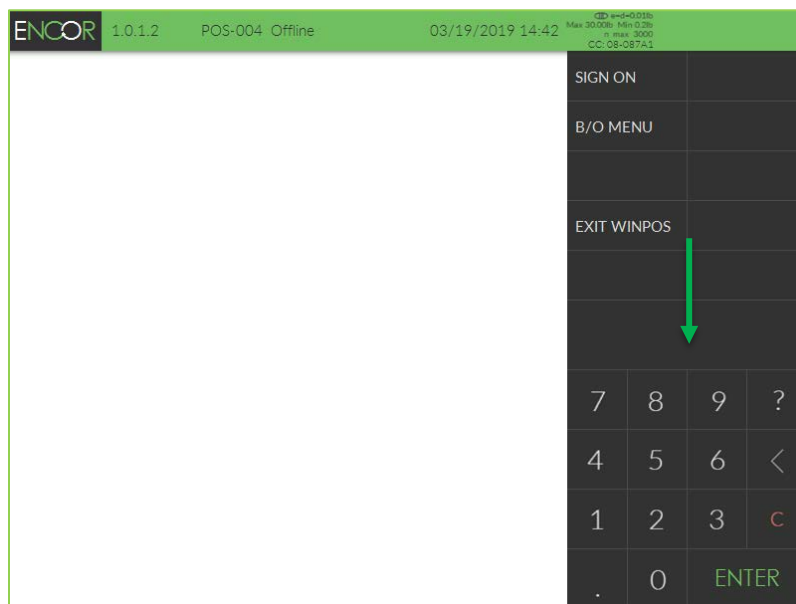 ENCOR 1.0.1.2 POS-004 Offline 03/19/2019 14:42
e=d=0.01lb
Max 30.00lb Min 0.2lb
n max 3000
CC: 08-087A1
SIGN ON
B/O MENU
EXIT WINPOS
7 8 9 ?
4 5 6 <
1 2 3 C
. 0 ENTER